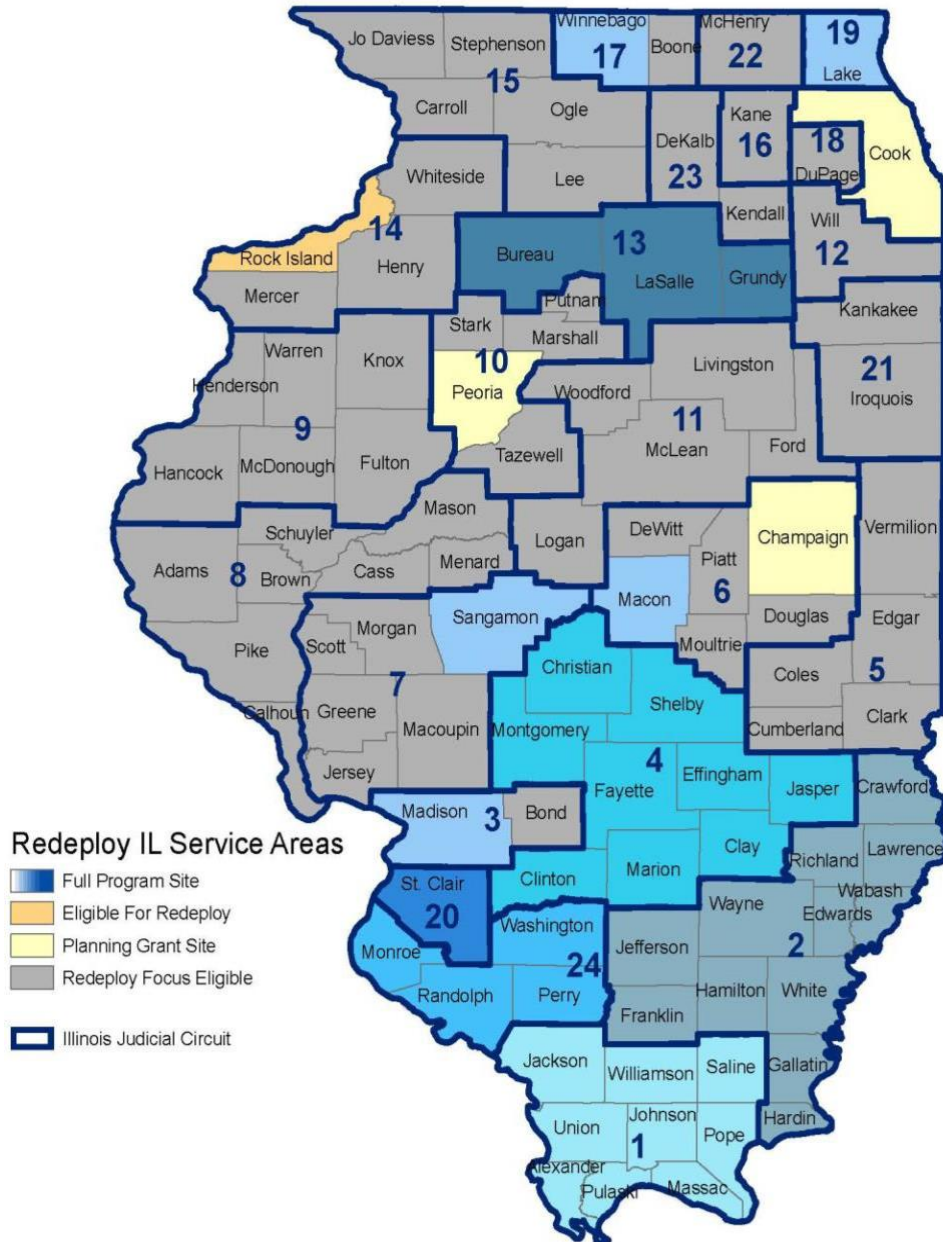 Jo Daviess
Stephenson
Winnebago
17
Boone
McHenry
22
19
Lake
15
Carroll
Ogle
DeKalb
23
Kane
16
18
DuPage
Cook
Whiteside
Lee
Kendall
Will
12
14
Rock Island
Henry
Bureau
13
LaSalle
Grundy
Mercer
Putnam
Kankakee
Stark
Marshall
10
Peoria
Warren
Knox
Henderson
Livingston
21
Iroquois
Woodford
11
McLean
Ford
9
Hancock
McDonough
Fulton
Tazewell
Mason
Schuyler
Logan
DeWitt
Champaign
Vermilion
Adams
8
Brown
Cass
Menard
Piatt
6
Macon
Sangamon
Douglas
Edgar
Pike
Scott
Morgan
Moultrie
Christian
7
Coles
5
Shelby
Greene
Calhoun
Macoupin
Montgomery
Cumberland
Clark
Jersey
4
Effingham
Fayette
Jasper
Crawford
Madison
3
Bond
Clay
Richland
Lawrence
Marion
Clinton
Wabash
St. Clair
20
Wayne
Edwards
Washington
2
Monroe
24
Jefferson
Randolph
Perry
Hamilton
White
Franklin
Jackson
Williamson
Saline
Gallatin
Hardin
Union
Johnson
1
Pope
Alexander
Pulaski
Massac
Redeploy IL Service Areas
Full Program Site
Eligible For Redeploy
Planning Grant Site
Redeploy Focus Eligible
Illinois Judicial Circuit